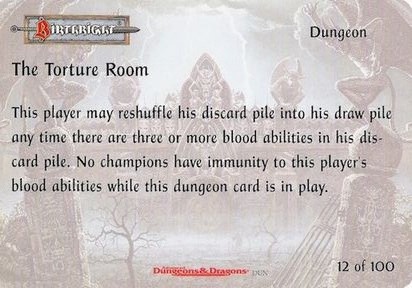 BIRTHRIGHT
Dungeon
The Torture Room
This player may reshuffle his discard pile into his draw pile
any time there are three or more blood abilities in his dis-
card pile. No champions have immunity to this player's
blood abilities while this dungeon card is in play.
Advanced
Dungeons & Dragons® DUN
12 of 100